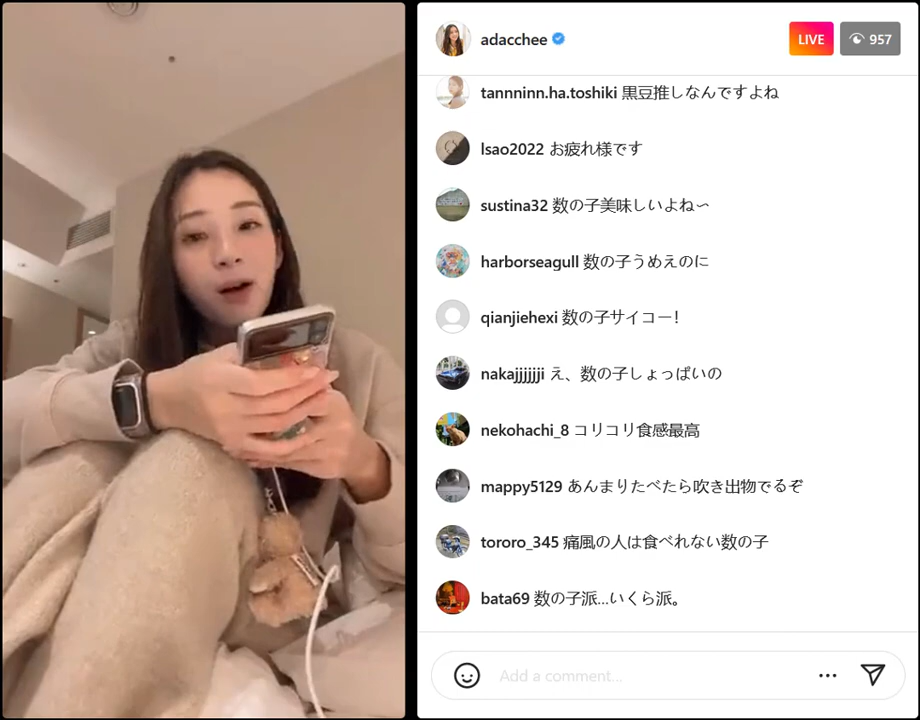 adacchee
LIVE
957
tannninn.ha.toshiki 黒豆推しなんですよね
lsao2022 お疲れ様です
sustina32 数の子美味しいよね〜
harborseagull 数の子うめえのに
qianjiehexi 数の子サイコー！
nakajjjjjji え、数の子しょっぱいの
nekohachi_8 コリコリ食感最高
mappy5129 あんまりたべたら吹き出物でるぞ
tororo_345 痛風の人は食べれない数の子
bata69 数の子派…いくら派。
Add a comment...